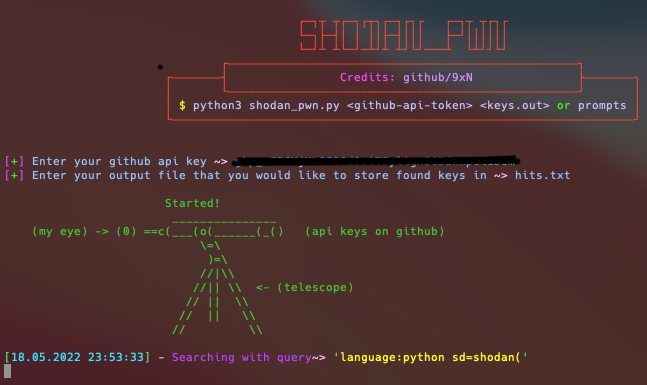 Credits: github/9xN
$ python3 shodan_pwn.py <github-api-token> <keys.out> or prompts
[+] Enter your github api key ~>
[+] Enter your output file that you would like to store found keys in ~> hits.txt
Started!
_______________
(my eye) -> (0) ==c(___(o(______(_() (api keys on github)
\=\
)=\
//|\\
//|| \\ <- (telescope)
// || \\
// || \\
// \\
[18.05.2022 23:53:33] - Searching with query~> 'language:python sd=shodan('